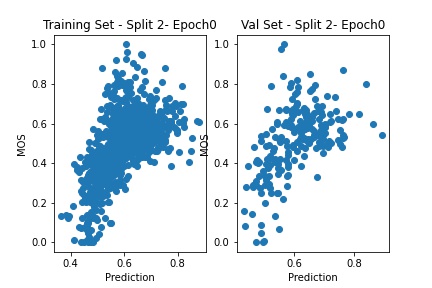 Training Set - Split 2- Epoch0
Val Set - Split 2- Epoch0
MOS
1.0
0.8
0.6
0.4
0.2
0.0
0.4 0.6 0.8
Prediction
MOS
1.0
0.8
0.6
0.4
0.2
0.0
0.6 0.8
Prediction